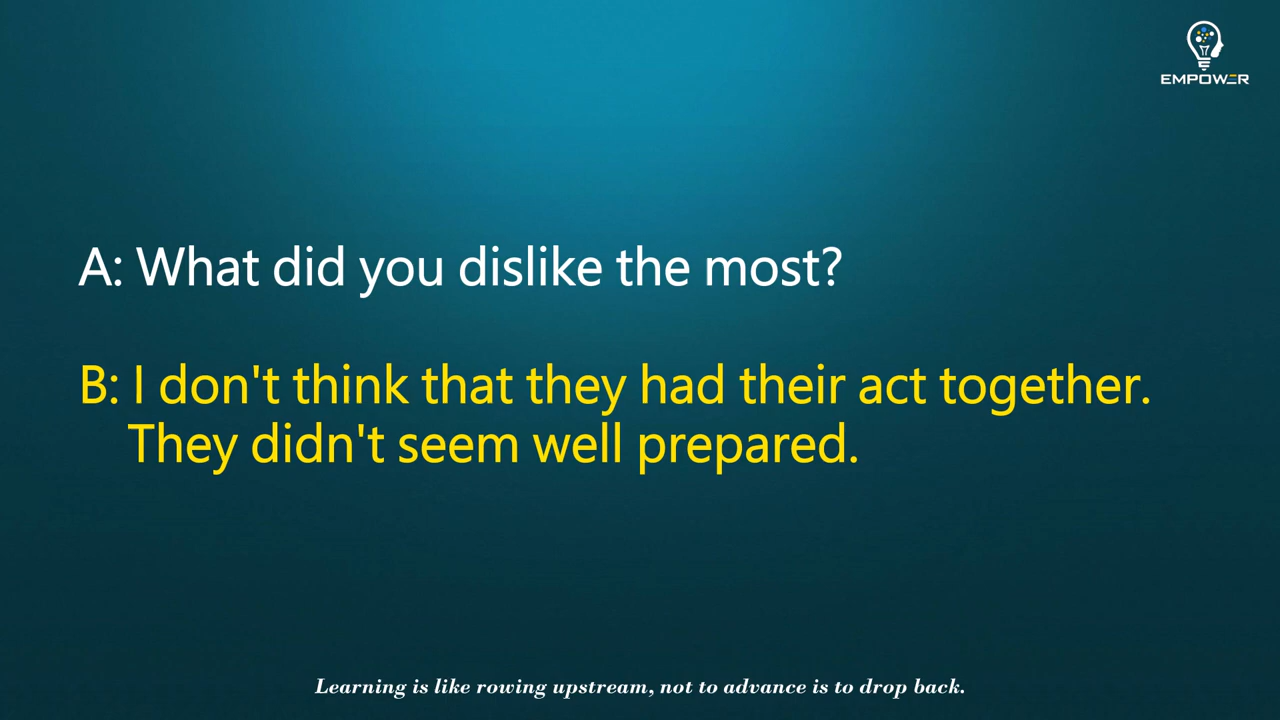 EMPOWER
A: What did you dislike the most?
B: I don't think that they had their act together.
They didn't seem well prepared.
Learning is like rowing upstream, not to advance is to drop back.